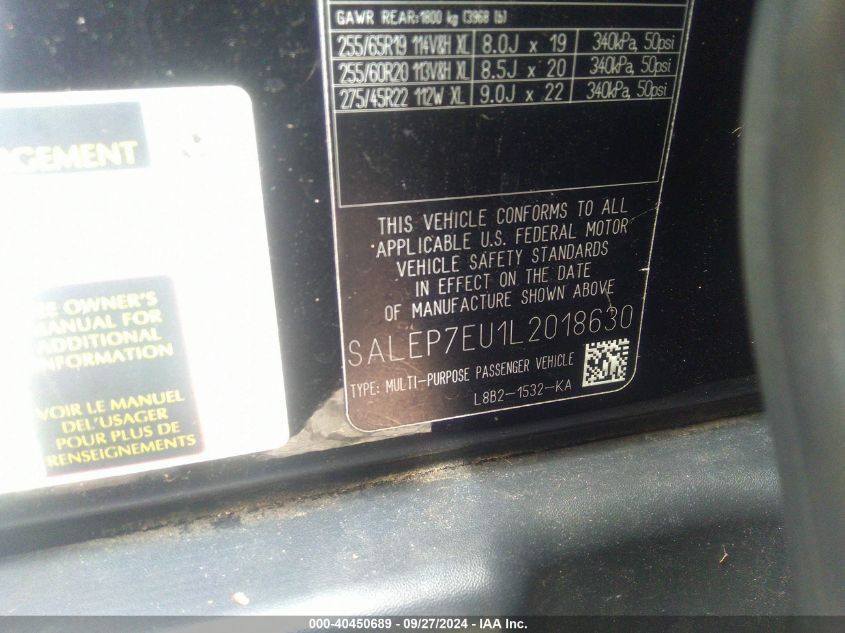 GAWR REAR:1800 kg (3968 lb)
255/65R19 114V&H XL 8.0J x 19 340kPa, 50psi
255/60R20 113V&H XL 8.5J x 20 340kPa, 50psi
275/45R22 112W XL 9.0J x 22 340kPa, 50psi
GEMENT
THIS VEHICLE CONFORMS TO ALL
APPLICABLE U.S. FEDERAL MOTOR
VEHICLE SAFETY STANDARDS
IN EFFECT ON THE DATE
OF MANUFACTURE SHOWN ABOVE
SALEP7EU1L2018630
TYPE: MULTI-PURPOSE PASSENGER VEHICLE
L8B2-1532-KA
OWNER'S
MANUAL FOR
ADDITIONAL
INFORMATION
VOIR LE MANUEL
DEL'USAGER
POUR PLUS DE
RENSEIGNEMENTS
000-40450689 - 09/27/2024 - IAA Inc.